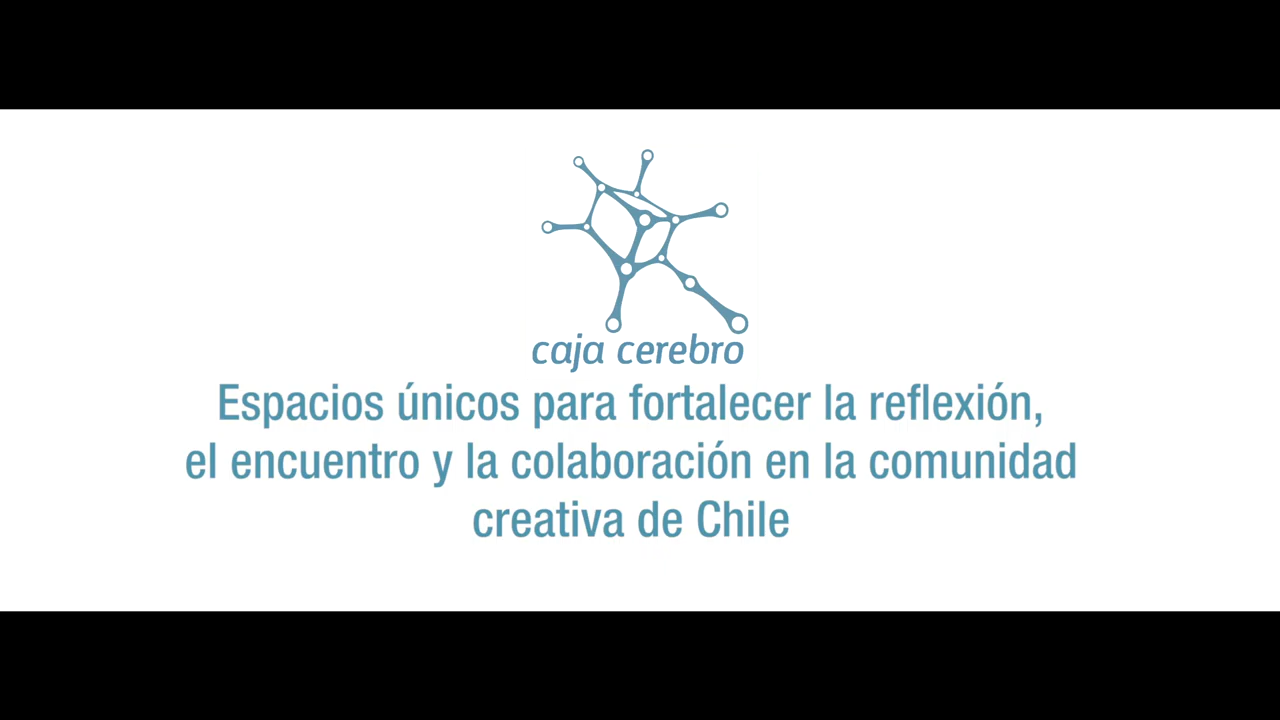 caja cerebro
Espacios únicos para fortalecer la reflexión,
el encuentro y la colaboración en la comunidad
creativa de Chile